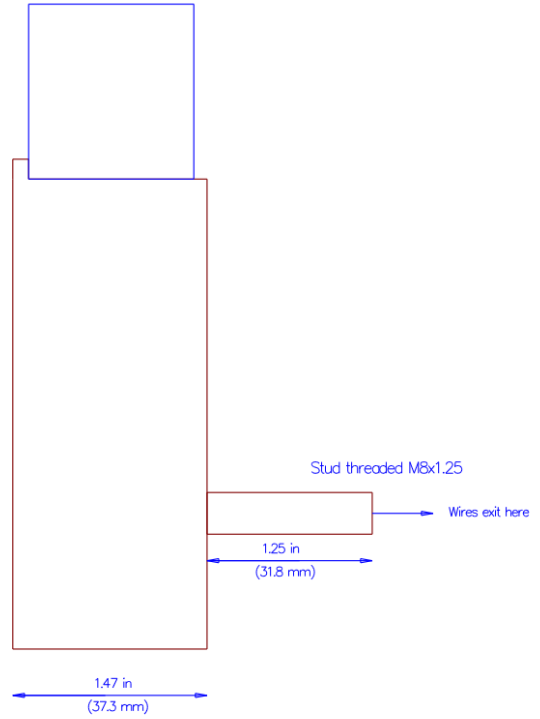 Stud threaded M8x1.25
Wires exit here
1.25 in
(31.8 mm)
1.47 in
(37.3 mm)